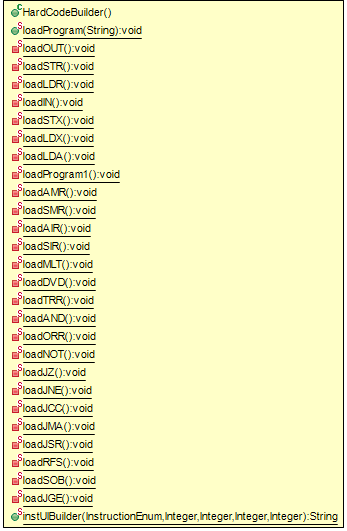 HardCodeBuilder()
loadProgram(String):void
loadOUT():void
loadSTR():void
loadLDR():void
loadIN():void
loadSTX():void
loadLDX():void
loadLDA():void
loadProgram1():void
loadAMR():void
loadSMR():void
loadAIR():void
loadSIR():void
loadMLT():void
loadDVD():void
loadTRR():void
loadAND():void
loadORR():void
loadNOT():void
loadJZ():void
loadJNE():void
loadJCC():void
loadJMA():void
loadJSR():void
loadRFS():void
loadSOB():void
loadJGE():void
instUIBuilder(InstructionEnum,Integer,Integer,Integer,Integer):String